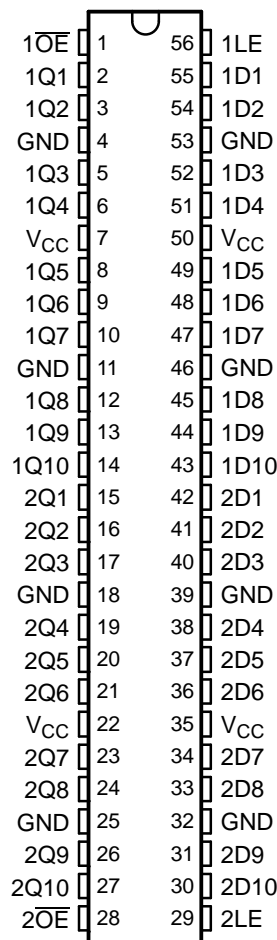 1O̅E̅ 1 56 1LE
1Q1 2 55 1D1
1Q2 3 54 1D2
GND 4 53 GND
1Q3 5 52 1D3
1Q4 6 51 1D4
VCC 7 50 VCC
1Q5 8 49 1D5
1Q6 9 48 1D6
1Q7 10 47 1D7
GND 11 46 GND
1Q8 12 45 1D8
1Q9 13 44 1D9
1Q10 14 43 1D10
2Q1 15 42 2D1
2Q2 16 41 2D2
2Q3 17 40 2D3
GND 18 39 GND
2Q4 19 38 2D4
2Q5 20 37 2D5
2Q6 21 36 2D6
VCC 22 35 VCC
2Q7 23 34 2D7
2Q8 24 33 2D8
GND 25 32 GND
2Q9 26 31 2D9
2Q10 27 30 2D10
2O̅E̅ 28 29 2LE